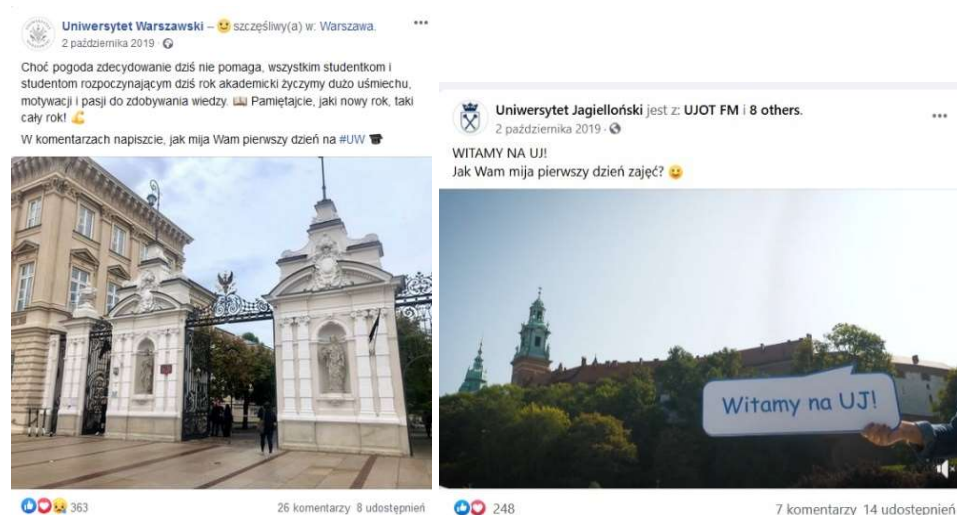 Uniwersytet Warszawski – szczęśliwy(a) w: Warszawa.
2 października 2019 ·
Choć pogoda zdecydowanie dziś nie pomaga, wszystkim studentkom i
studentom rozpoczynającym dziś rok akademicki życzymy dużo uśmiechu,
motywacji i pasji do zdobywania wiedzy. Pamiętajcie, jaki nowy rok, taki
cały rok!
W komentarzach napiszcie, jak mija Wam pierwszy dzień na #UW
363
26 komentarzy 8 udostępnień
Uniwersytet Jagielloński jest z: UJOT FM i 8 others.
2 października 2019 ·
WITAMY NA UJ!
Jak Wam mija pierwszy dzień zajęć?
Witamy na UJ!
248
7 komentarzy 14 udostępnień